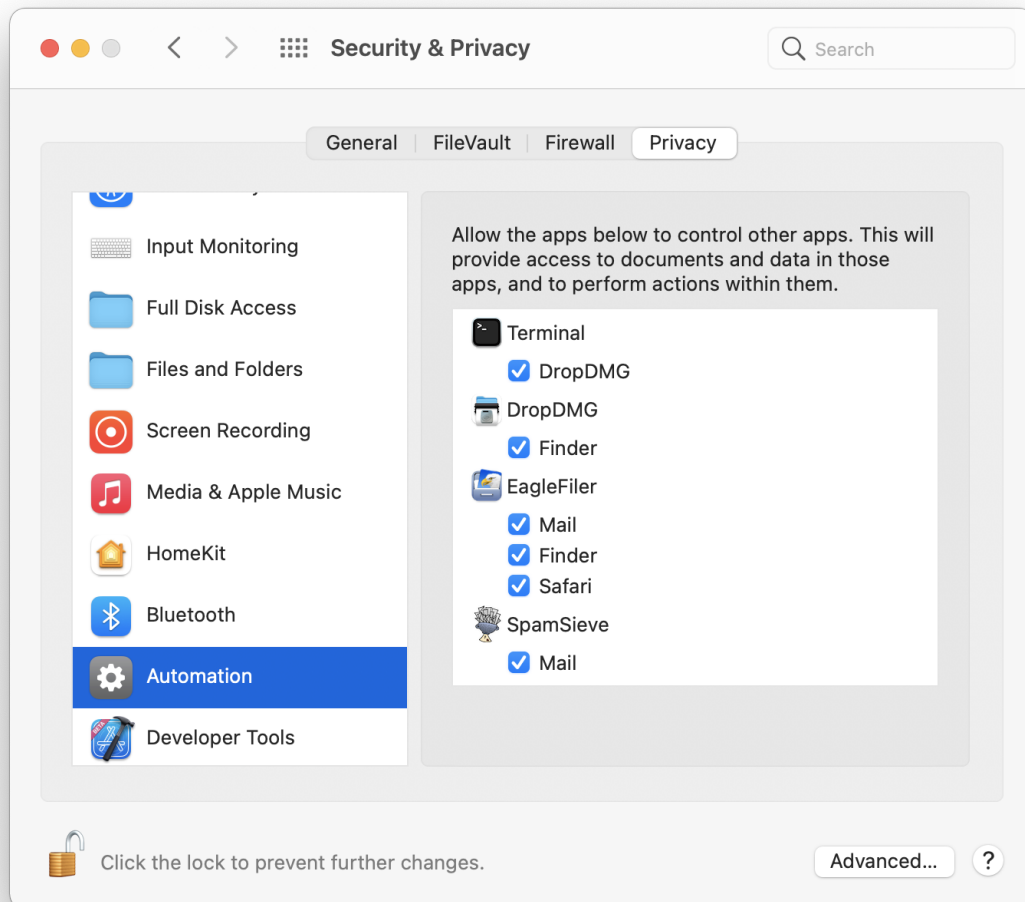 Security & Privacy
Search
General
FileVault
Firewall
Privacy
Input Monitoring
Full Disk Access
Files and Folders
Screen Recording
Media & Apple Music
HomeKit
Bluetooth
Automation
Developer Tools
Allow the apps below to control other apps. This will
provide access to documents and data in those
apps, and to perform actions within them.
Terminal
DropDMG
DropDMG
Finder
EagleFiler
Mail
Finder
Safari
SpamSieve
Mail
Click the lock to prevent further changes.
Advanced...
?